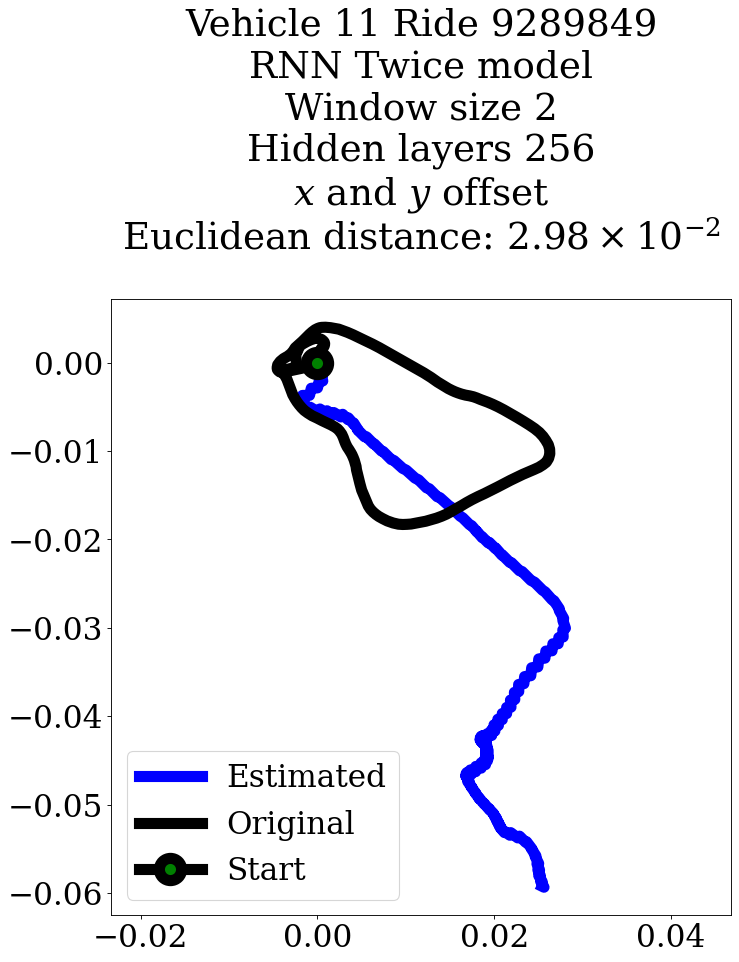 Vehicle 11 Ride 9289849
RNN Twice model
Window size 2
Hidden layers 256
x and y offset
Euclidean distance: 2.98 × 10⁻²
0.00
−0.01
−0.02
−0.03
−0.04
−0.05
−0.06
Estimated
Original
Start
−0.02 0.00 0.02 0.04